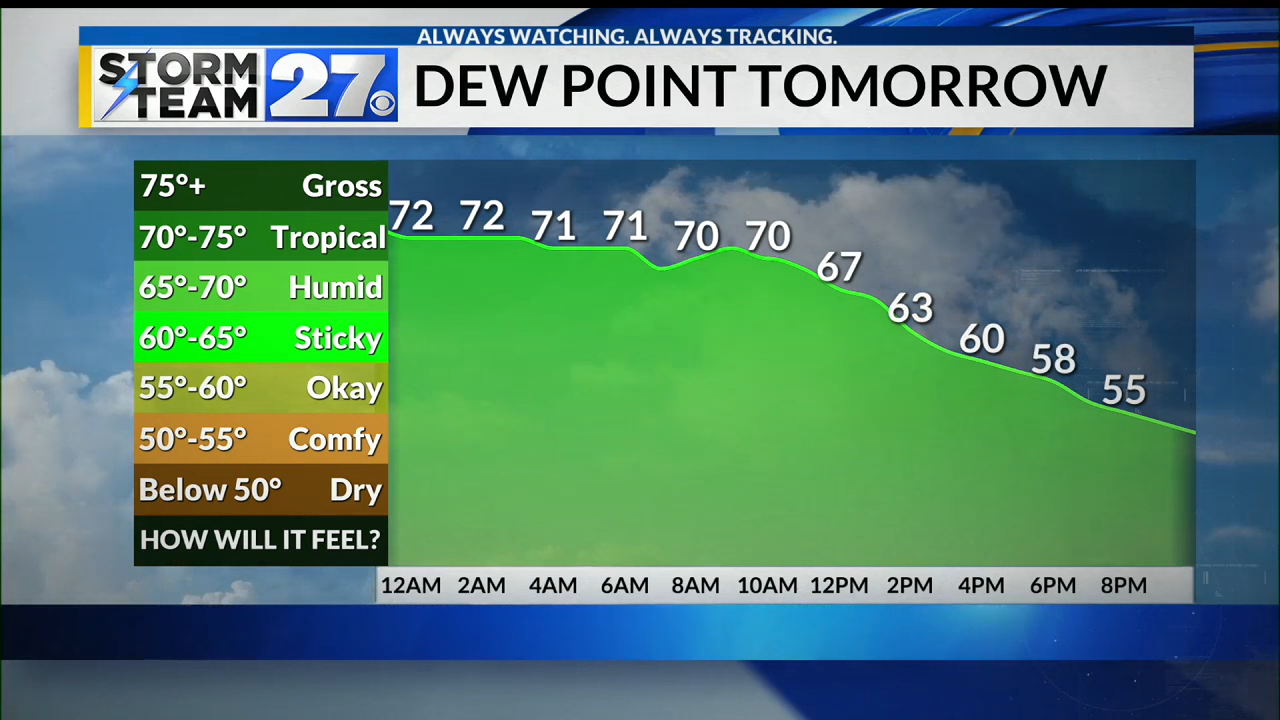 ALWAYS WATCHING. ALWAYS TRACKING.
STORM
TEAM
27
DEW POINT TOMORROW
75°+ Gross
70°-75° Tropical
65°-70° Humid
60°-65° Sticky
55°-60° Okay
50°-55° Comfy
Below 50° Dry
HOW WILL IT FEEL?
72 72 71 71 70 70 67 63 60 58 55
12AM 2AM 4AM 6AM 8AM 10AM 12PM 2PM 4PM 6PM 8PM